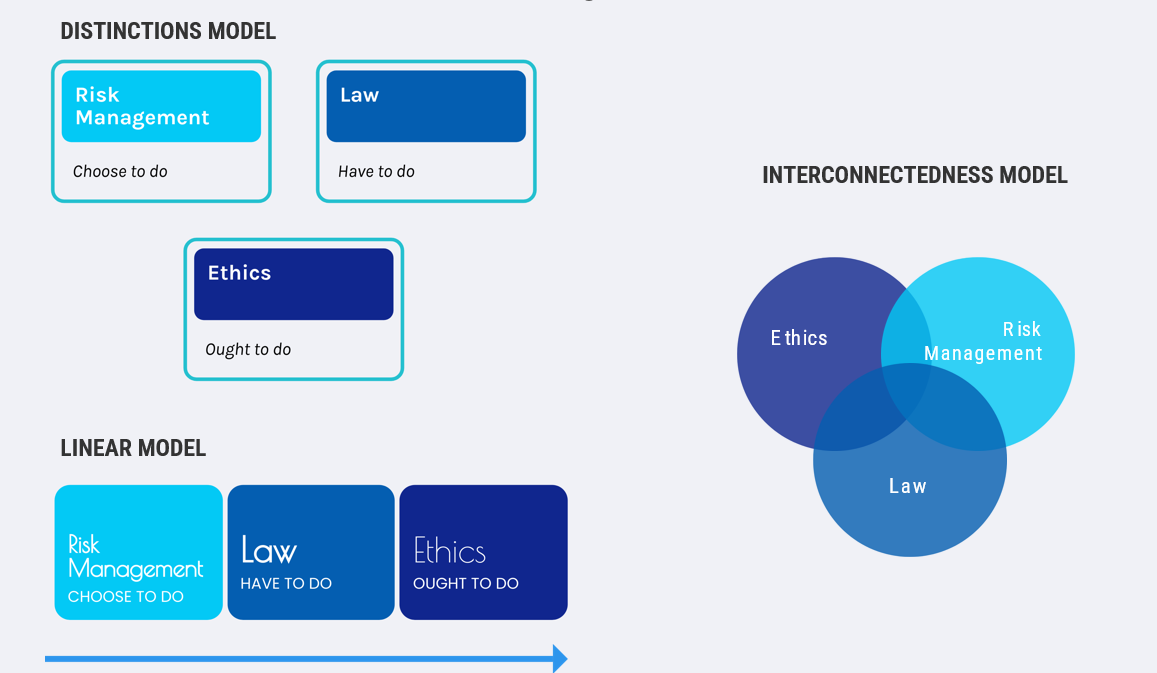 DISTINCTIONS MODEL
Risk
Management
Choose to do
Law
Have to do
Ethics
Ought to do
LINEAR MODEL
Risk
Management
CHOOSE TO DO
Law
HAVE TO DO
Ethics
OUGHT TO DO
INTERCONNECTEDNESS MODEL
Ethics
Risk
Management
Law